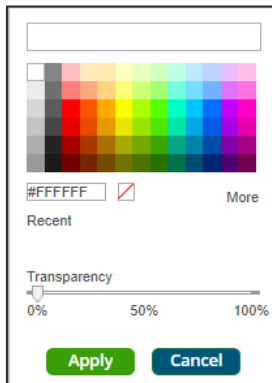 #FFFFFF
More
Recent
Transparency
0% 50% 100%
Apply Cancel